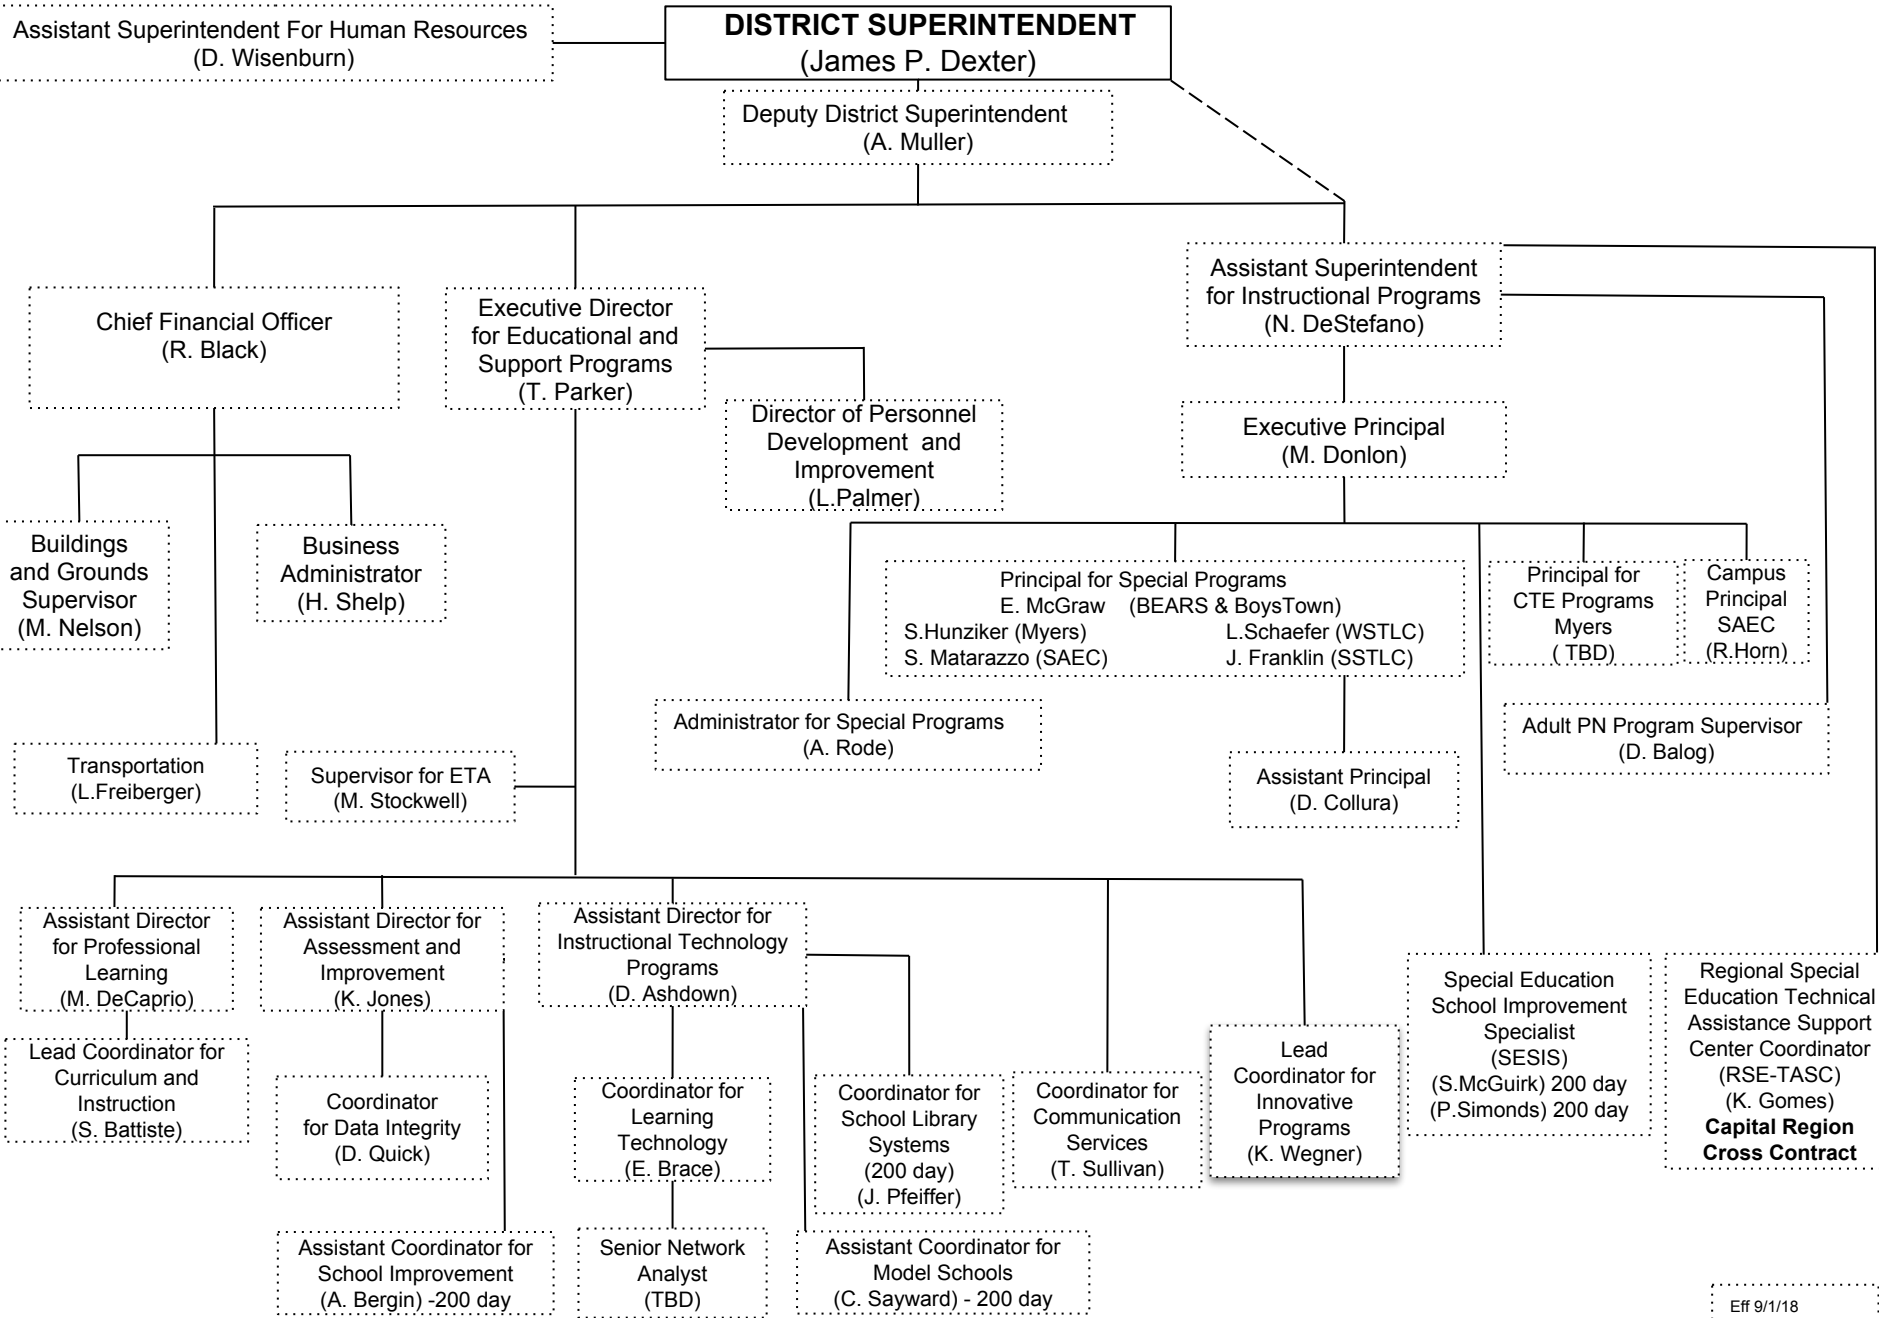 Assistant Superintendent For Human Resources
(D. Wisenburn)
DISTRICT SUPERINTENDENT
(James P. Dexter)
Deputy District Superintendent
(A. Muller)
Chief Financial Officer
(R. Black)
Executive Director
for Educational and
Support Programs
(T. Parker)
Assistant Superintendent
for Instructional Programs
(N. DeStefano)
Director of Personnel
Development and
Improvement
(L.Palmer)
Executive Principal
(M. Donlon)
Buildings
and Grounds
Supervisor
(M. Nelson)
Business
Administrator
(H. Shelp)
Principal for Special Programs
E. McGraw (BEARS & BoysTown)
S.Hunziker (Myers) L.Schaefer (WSTLC)
S. Matarazzo (SAEC) J. Franklin (SSTLC)
Principal for
CTE Programs
Myers
( TBD)
Campus
Principal
SAEC
(R.Horn)
Administrator for Special Programs
(A. Rode)
Adult PN Program Supervisor
(D. Balog)
Transportation
(L.Freiberger)
Supervisor for ETA
(M. Stockwell)
Assistant Principal
(D. Collura)
Assistant Director
for Professional
Learning
(M. DeCaprio)
Assistant Director for
Assessment and
Improvement
(K. Jones)
Assistant Director for
Instructional Technology
Programs
(D. Ashdown)
Special Education
School Improvement
Specialist
(SESIS)
(S.McGuirk) 200 day
(P.Simonds) 200 day
Regional Special
Education Technical
Assistance Support
Center Coordinator
(RSE-TASC)
(K. Gomes)
Capital Region
Cross Contract
Lead Coordinator for
Curriculum and
Instruction
(S. Battiste)
Coordinator
for Data Integrity
(D. Quick)
Coordinator for
Learning
Technology
(E. Brace)
Coordinator for
School Library
Systems
(200 day)
(J. Pfeiffer)
Coordinator for
Communication
Services
(T. Sullivan)
Lead
Coordinator for
Innovative
Programs
(K. Wegner)
Assistant Coordinator for
School Improvement
(A. Bergin) -200 day
Senior Network
Analyst
(TBD)
Assistant Coordinator for
Model Schools
(C. Sayward) - 200 day
Eff 9/1/18